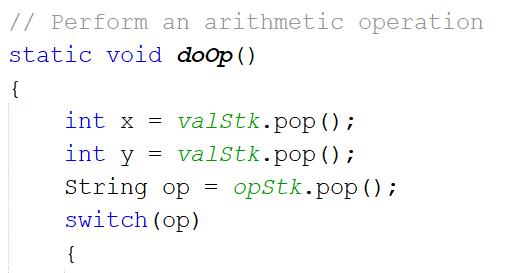 // Perform an arithmetic operation
static void doOp()
{
    int x = valStk.pop();
    int y = valStk.pop();
    String op = opStk.pop();
    switch(op)
    {